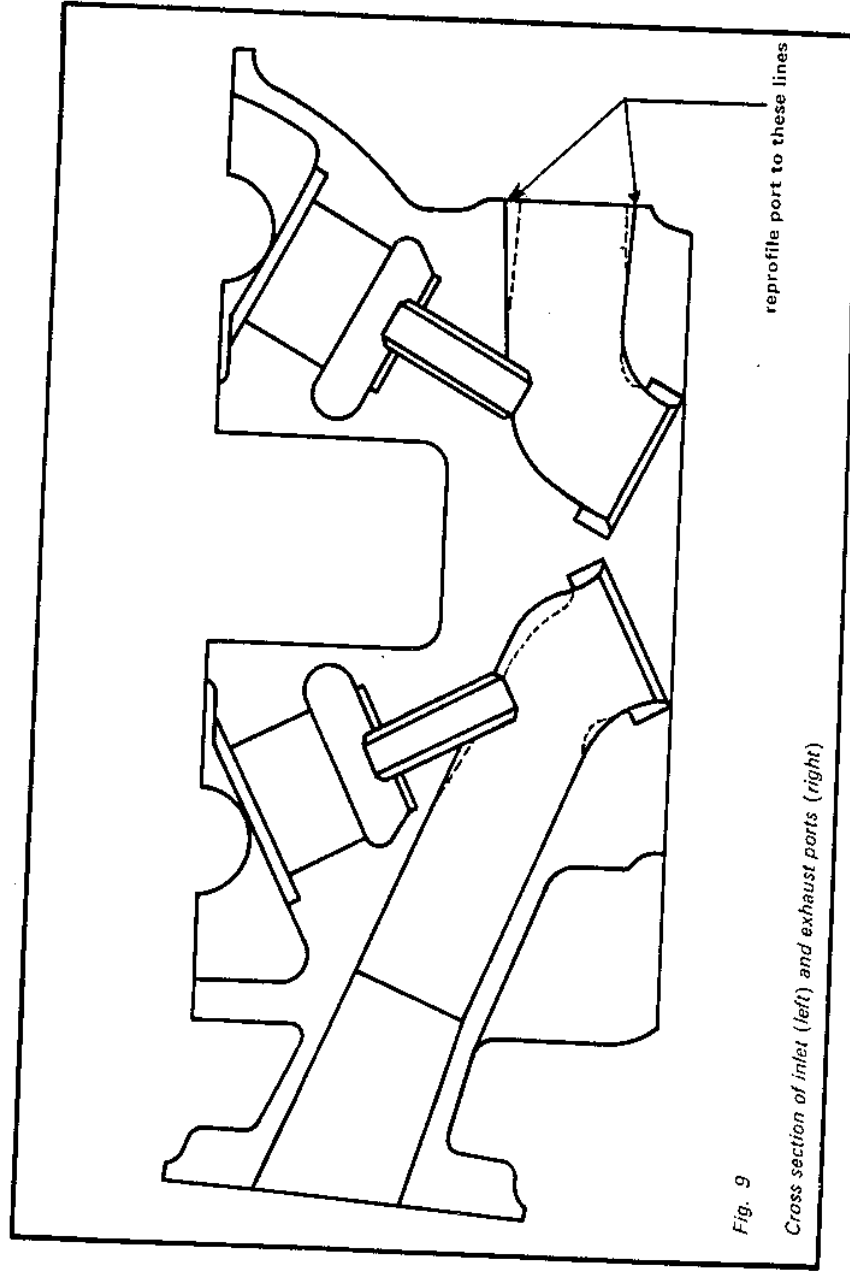 reprofile port to these lines
Fig. 9
Cross section of inlet (left) and exhaust ports (right)